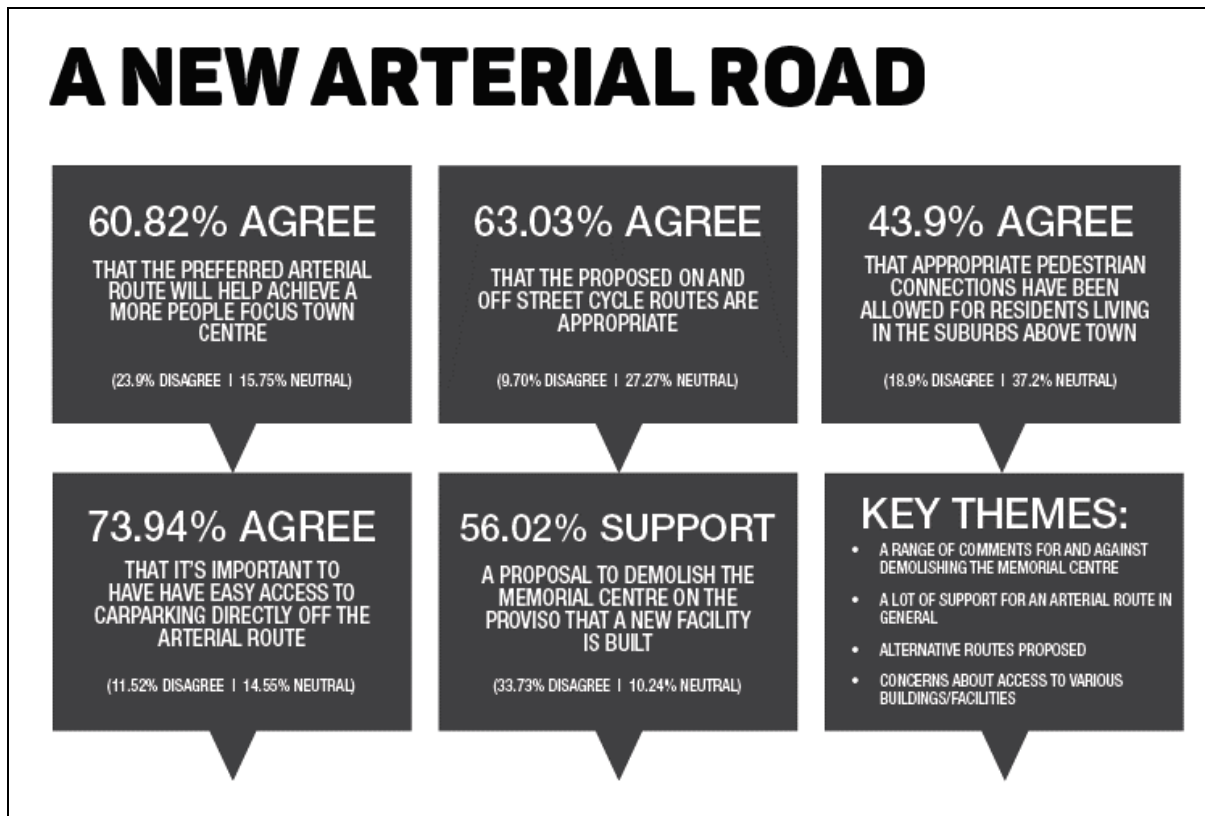 A NEW ARTERIAL ROAD
60.82% AGREE
THAT THE PREFERRED ARTERIAL
ROUTE WILL HELP ACHIEVE A
MORE PEOPLE FOCUS TOWN
CENTRE
(23.9% DISAGREE | 15.75% NEUTRAL)
63.03% AGREE
THAT THE PROPOSED ON AND
OFF STREET CYCLE ROUTES ARE
APPROPRIATE
(9.70% DISAGREE | 27.27% NEUTRAL)
43.9% AGREE
THAT APPROPRIATE PEDESTRIAN
CONNECTIONS HAVE BEEN
ALLOWED FOR RESIDENTS LIVING
IN THE SUBURBS ABOVE TOWN
(18.9% DISAGREE | 37.2% NEUTRAL)
73.94% AGREE
THAT IT'S IMPORTANT TO
HAVE HAVE EASY ACCESS TO
CARPARKING DIRECTLY OFF THE
ARTERIAL ROUTE
(11.52% DISAGREE | 14.55% NEUTRAL)
56.02% SUPPORT
A PROPOSAL TO DEMOLISH THE
MEMORIAL CENTRE ON THE
PROVISO THAT A NEW FACILITY
IS BUILT
(33.73% DISAGREE | 10.24% NEUTRAL)
KEY THEMES:
• A RANGE OF COMMENTS FOR AND AGAINST
DEMOLISHING THE MEMORIAL CENTRE
• A LOT OF SUPPORT FOR AN ARTERIAL ROUTE IN
GENERAL
• ALTERNATIVE ROUTES PROPOSED
• CONCERNS ABOUT ACCESS TO VARIOUS
BUILDINGS/FACILITIES